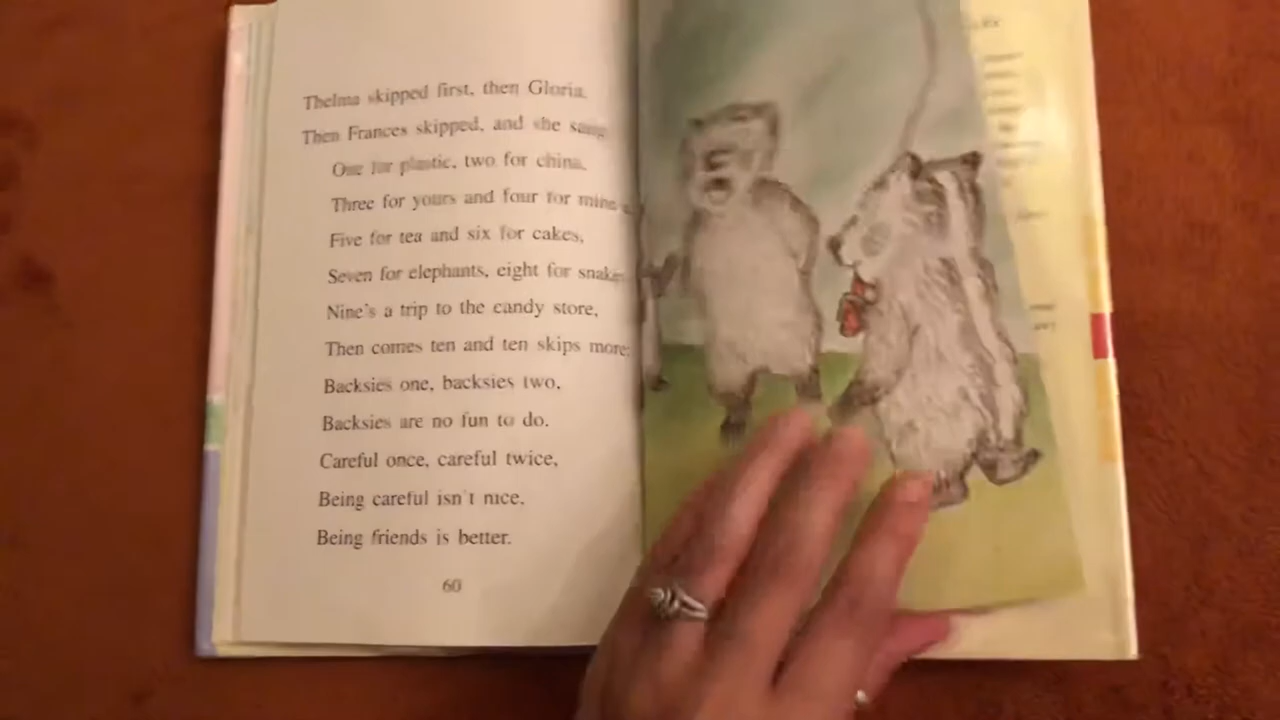 Thelma skipped first, then Gloria.
Then Frances skipped, and she sang
One for plastic, two for china,
Three for yours and four for mine
Five for tea and six for cakes,
Seven for elephants, eight for snakes
Nine's a trip to the candy store,
Then comes ten and ten skips more:
Backsies one, backsies two,
Backsies are no fun to do.
Careful once, careful twice,
Being careful isn't nice.
Being friends is better.
60